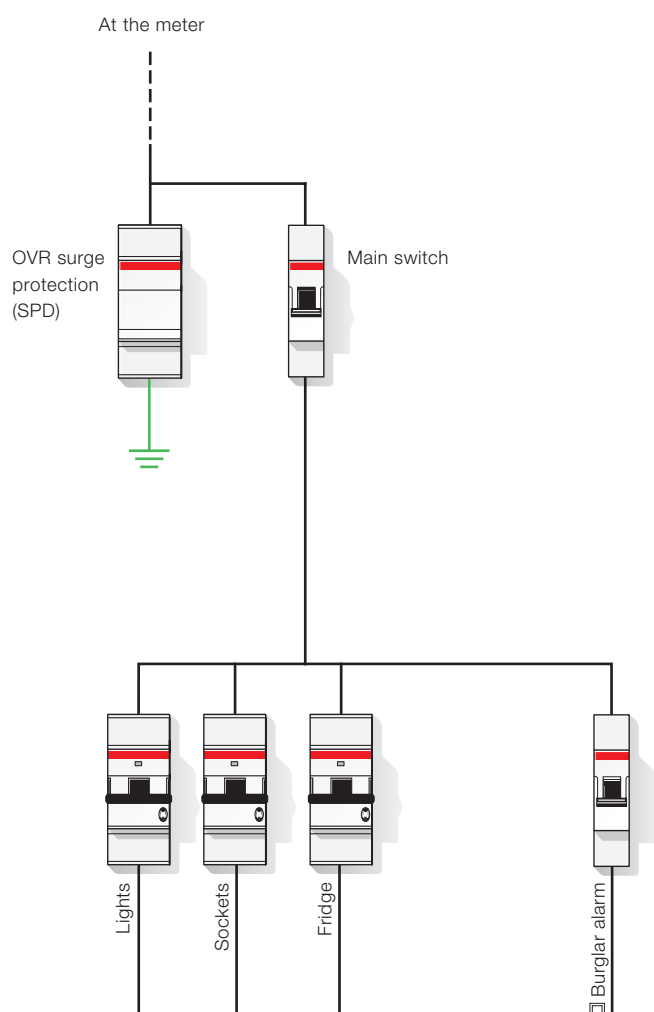 At the meter
OVR surge
protection
(SPD)
Main switch
Lights
Sockets
Fridge
Burglar alarm